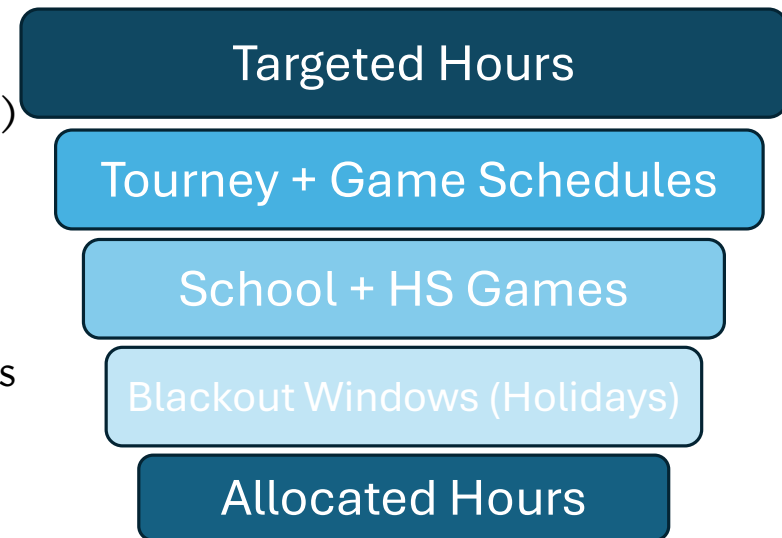 Targeted Hours
)
Tourney + Game Schedules
School + HS Games
s
Blackout Windows (Holidays)
Allocated Hours